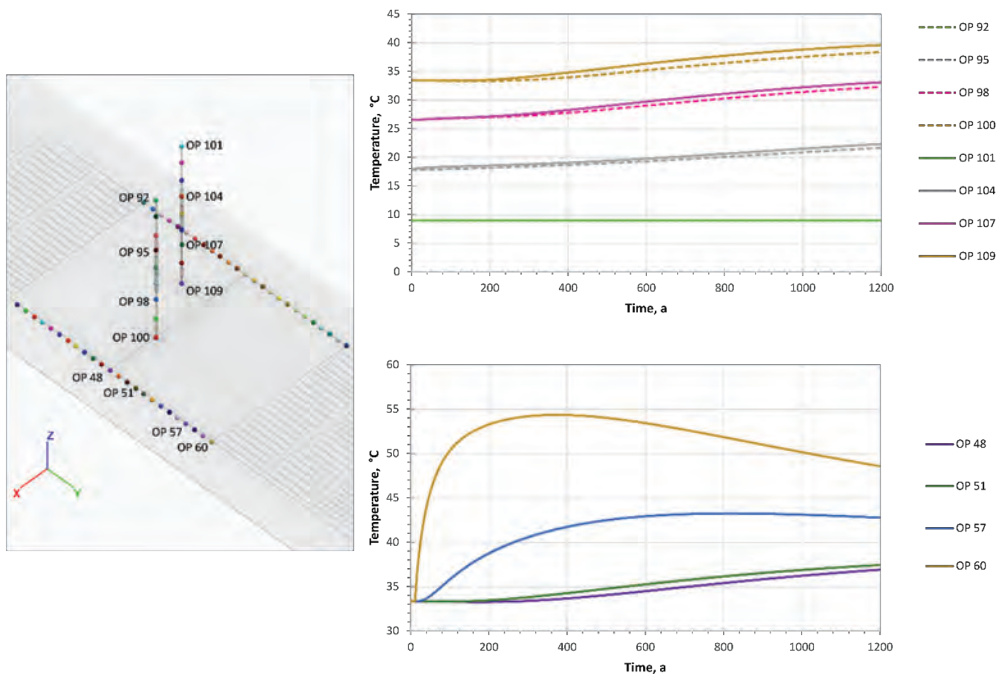 OP 101
OP 92
OP 104
OP 95
OP 107
OP 109
OP 98
OP 100
OP 48
OP 51
OP 57
OP 60
Z
X
Y
45
40
35
30
25
20
15
10
5
0
Temperature, °C
0 200 400 600 800 1000 1200
Time, a
OP 92
OP 95
OP 98
OP 100
OP 101
OP 104
OP 107
OP 109
60
55
50
45
40
35
30
Temperature, °C
0 200 400 600 800 1000 1200
Time, a
OP 48
OP 51
OP 57
OP 60